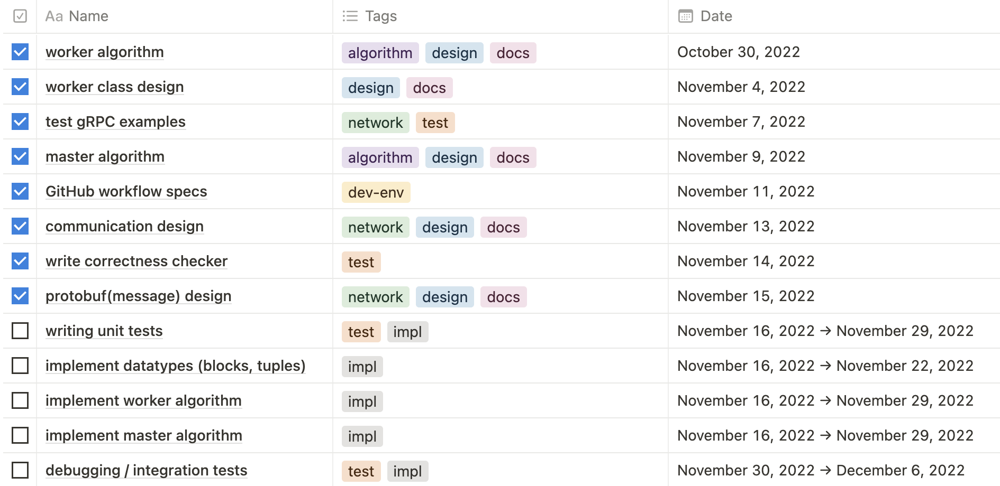 Aa Name Tags Date
worker algorithm algorithm design docs October 30, 2022
worker class design design docs November 4, 2022
test gRPC examples network test November 7, 2022
master algorithm algorithm design docs November 9, 2022
GitHub workflow specs dev-env November 11, 2022
communication design network design docs November 13, 2022
write correctness checker test November 14, 2022
protobuf(message) design network design docs November 15, 2022
writing unit tests test impl November 16, 2022 → November 29, 2022
implement datatypes (blocks, tuples) impl November 16, 2022 → November 22, 2022
implement worker algorithm impl November 16, 2022 → November 29, 2022
implement master algorithm impl November 16, 2022 → November 29, 2022
debugging / integration tests test impl November 30, 2022 → December 6, 2022